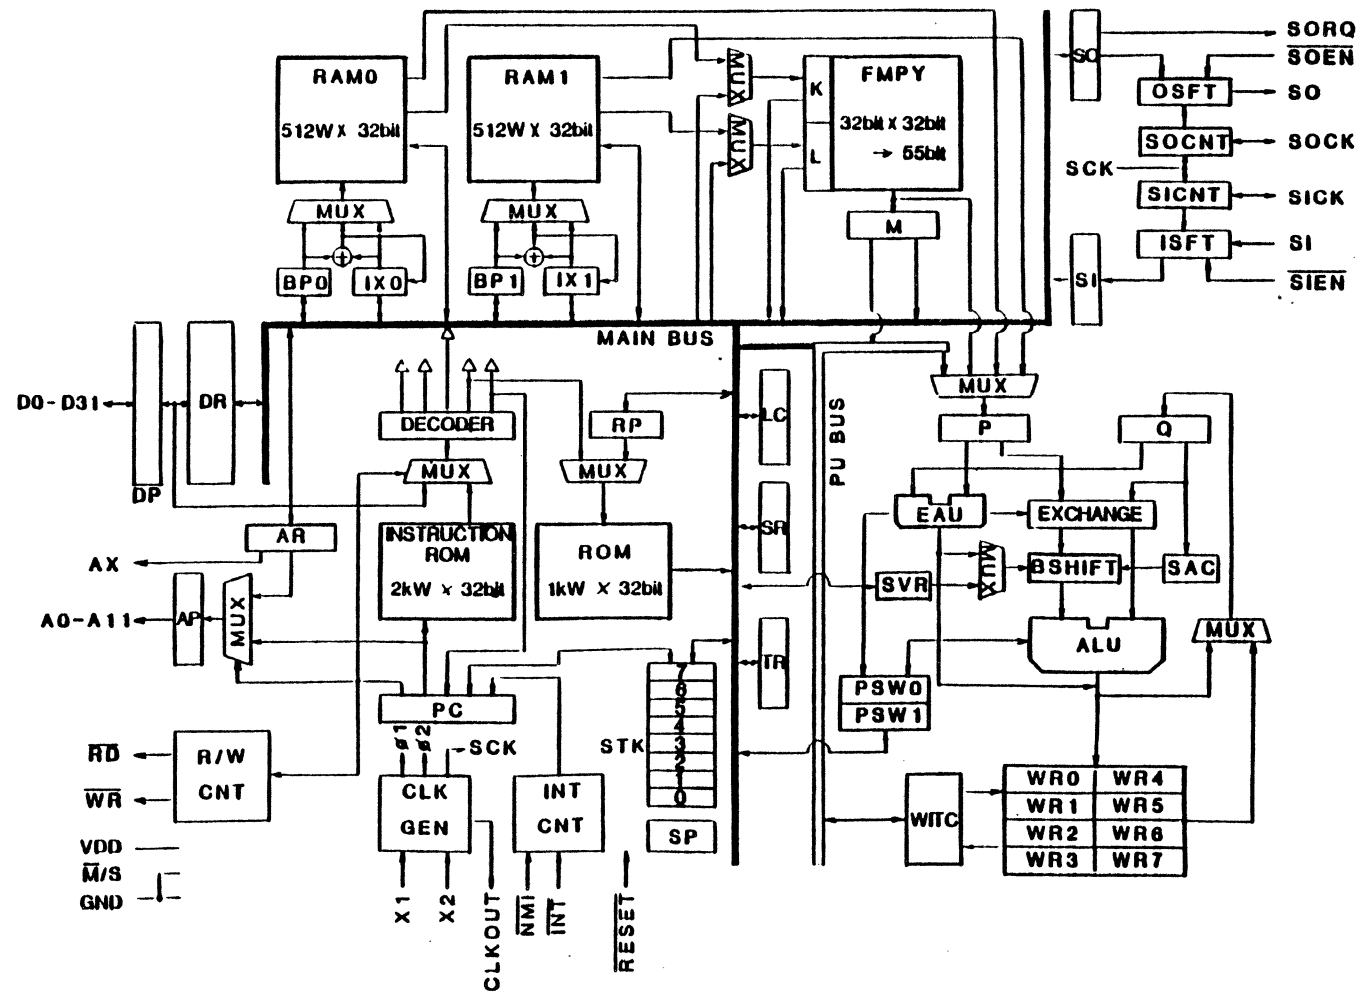 RAM0
512W X 32bit
MUX
BP0
IX0
RAM1
512W X 32bit
MUX
BP1
IX1
MUX
MUX
K
L
FMPY
32bit X 32bit
→ 55bit
M
SO
SORQ
SOEN
OSFT
SO
SOCNT
SOCK
SCK
SICNT
SICK
ISFT
SI
SI
SIEN
MAIN BUS
D0-D31
DP
DR
DECODER
MUX
RP
MUX
LC
PU BUS
MUX
P
Q
EAU
EXCHANGE
AR
AX
INSTRUCTION
ROM
2kW X 32bit
ROM
1kW X 32bit
SR
SVR
MUX
BSHIFT
SAC
A0-A11
AP
MUX
ALU
MUX
TR
PC
7
6
5
4
3
2
1
0
STK
SP
PSW0
PSW1
RD
WR
R/W
CNT
ø1
ø2
SCK
CLK
GEN
INT
CNT
WITC
WR0 WR4
WR1 WR5
WR2 WR6
WR3 WR7
VDD
M/S
GND
X1
X2
CLKOUT
NMI
INT
RESET